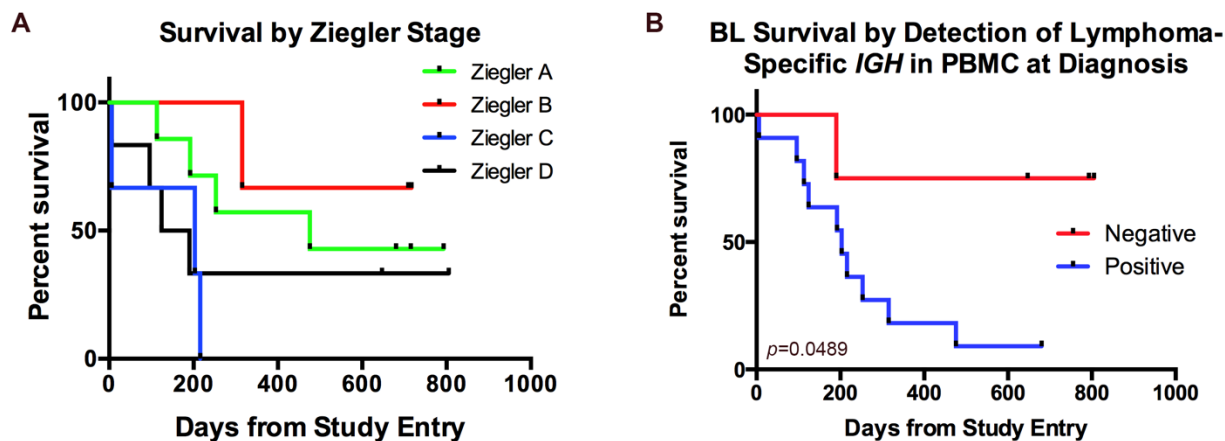 A
Survival by Ziegler Stage
Ziegler A
Ziegler B
Ziegler C
Ziegler D
Percent survival
100
50
0
0 200 400 600 800 1000
Days from Study Entry
B
BL Survival by Detection of Lymphoma-
Specific IGH in PBMC at Diagnosis
Percent survival
100
50
0
Negative
Positive
p=0.0489
0 200 400 600 800 1000
Days from Study Entry